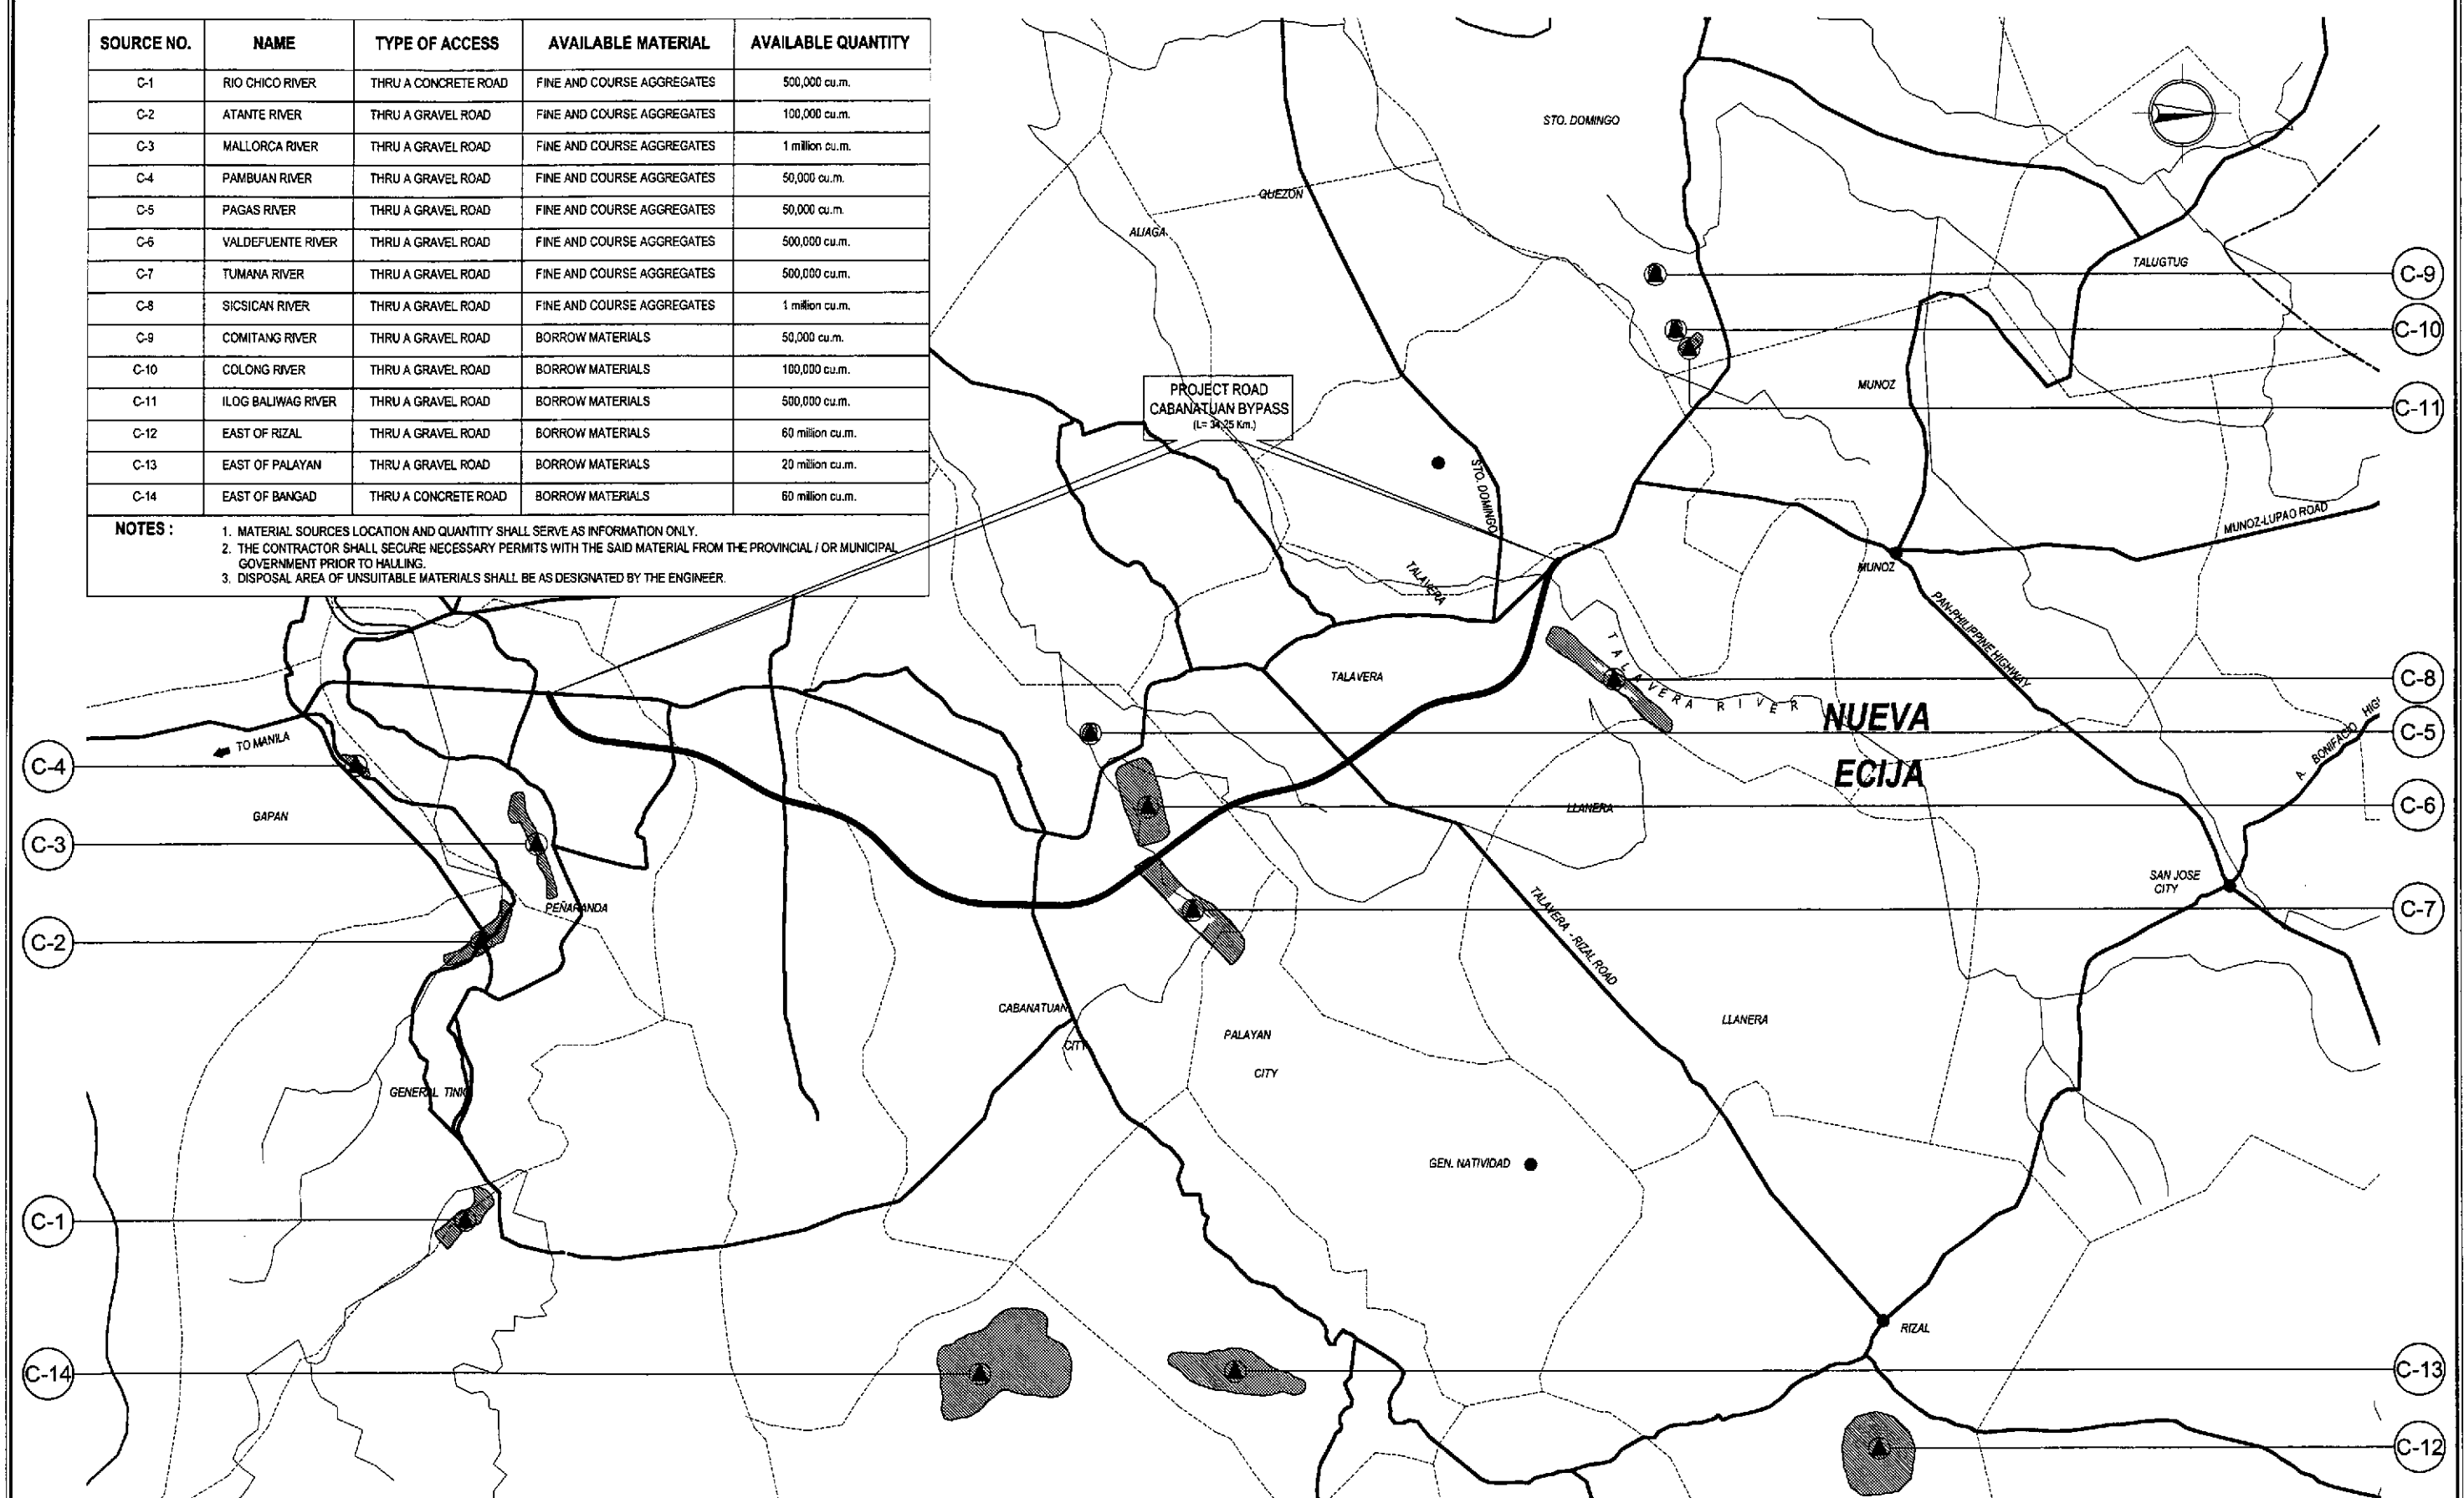 SOURCE NO. NAME TYPE OF ACCESS AVAILABLE MATERIAL AVAILABLE QUANTITY
C-1 RIO CHICO RIVER THRU A CONCRETE ROAD FINE AND COURSE AGGREGATES 500,000 cu.m.
C-2 ATANTE RIVER THRU A GRAVEL ROAD FINE AND COURSE AGGREGATES 100,000 cu.m.
C-3 MALLORCA RIVER THRU A GRAVEL ROAD FINE AND COURSE AGGREGATES 1 million cu.m.
C-4 PAMBUAN RIVER THRU A GRAVEL ROAD FINE AND COURSE AGGREGATES 50,000 cu.m.
C-5 PAGAS RIVER THRU A GRAVEL ROAD FINE AND COURSE AGGREGATES 50,000 cu.m.
C-6 VALDEFUENTE RIVER THRU A GRAVEL ROAD FINE AND COURSE AGGREGATES 500,000 cu.m.
C-7 TUMANA RIVER THRU A GRAVEL ROAD FINE AND COURSE AGGREGATES 500,000 cu.m.
C-8 SICSICAN RIVER THRU A GRAVEL ROAD FINE AND COURSE AGGREGATES 1 million cu.m.
C-9 COMITANG RIVER THRU A GRAVEL ROAD BORROW MATERIALS 50,000 cu.m.
C-10 COLONG RIVER THRU A GRAVEL ROAD BORROW MATERIALS 100,000 cu.m.
C-11 ILOG BALIWAG RIVER THRU A GRAVEL ROAD BORROW MATERIALS 500,000 cu.m.
C-12 EAST OF RIZAL THRU A GRAVEL ROAD BORROW MATERIALS 60 million cu.m.
C-13 EAST OF PALAYAN THRU A GRAVEL ROAD BORROW MATERIALS 20 million cu.m.
C-14 EAST OF BANGAD THRU A CONCRETE ROAD BORROW MATERIALS 60 million cu.m.
NOTES : 1. MATERIAL SOURCES LOCATION AND QUANTITY SHALL SERVE AS INFORMATION ONLY.
2. THE CONTRACTOR SHALL SECURE NECESSARY PERMITS WITH THE SAID MATERIAL FROM THE PROVINCIAL / OR MUNICIPAL
GOVERNMENT PRIOR TO HAULING.
3. DISPOSAL AREA OF UNSUITABLE MATERIALS SHALL BE AS DESIGNATED BY THE ENGINEER.
STO. DOMINGO
QUEZON
ALIAGA
TALUGTUG
C-9
C-10
C-11
PROJECT ROAD
CABANATUAN BYPASS
(L= 34.25 Km.)
MUNOZ
STO. DOMINGO
MUNOZ-LUPAO ROAD
MUNOZ
TALAVERA
PAN-PHILIPPINE HIGHWAY
TALAVERA
TALAVERA RIVER
C-8
NUEVA
ECIJA
C-5
A. BONIFACIO HIG
TO MANILA
C-4
GAPAN
LLANERA
C-6
C-3
SAN JOSE
CITY
PEÑARANDA
C-7
C-2
TALAVERA - RIZAL ROAD
CABANATUAN
CITY
PALAYAN
CITY
LLANERA
GENERAL TINIO
GEN. NATIVIDAD
C-1
RIZAL
C-14
C-13
C-12